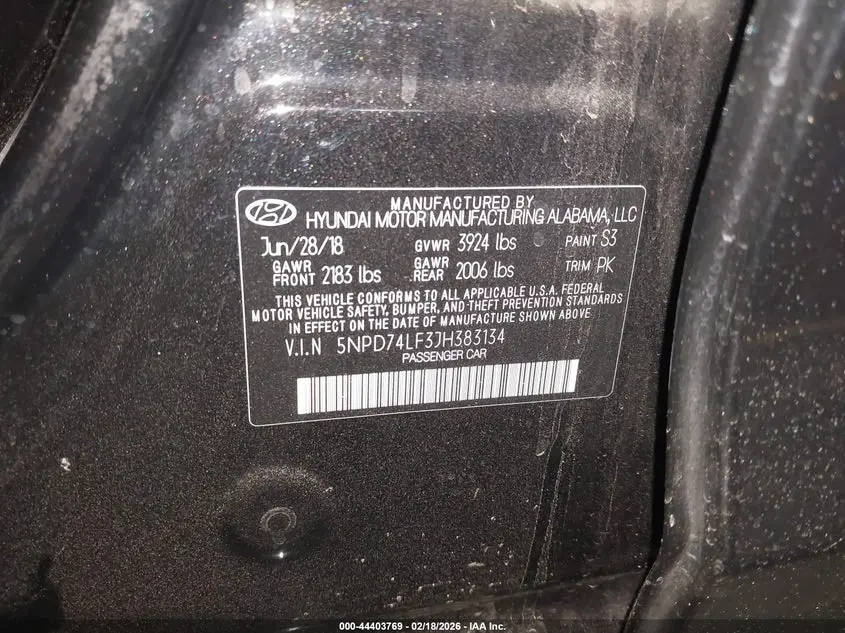 MANUFACTURED BY
HYUNDAI MOTOR MANUFACTURING ALABAMA, LLC
Jun/28/18 GVWR 3924 lbs PAINT S3
GAWR FRONT 2183 lbs GAWR REAR 2006 lbs TRIM PK
THIS VEHICLE CONFORMS TO ALL APPLICABLE U.S.A. FEDERAL
MOTOR VEHICLE SAFETY, BUMPER, AND THEFT PREVENTION STANDARDS
IN EFFECT ON THE DATE OF MANUFACTURE SHOWN ABOVE
V.I.N 5NPD74LF3JH383134
PASSENGER CAR
000-44403769 - 02/18/2026 - IAA Inc.